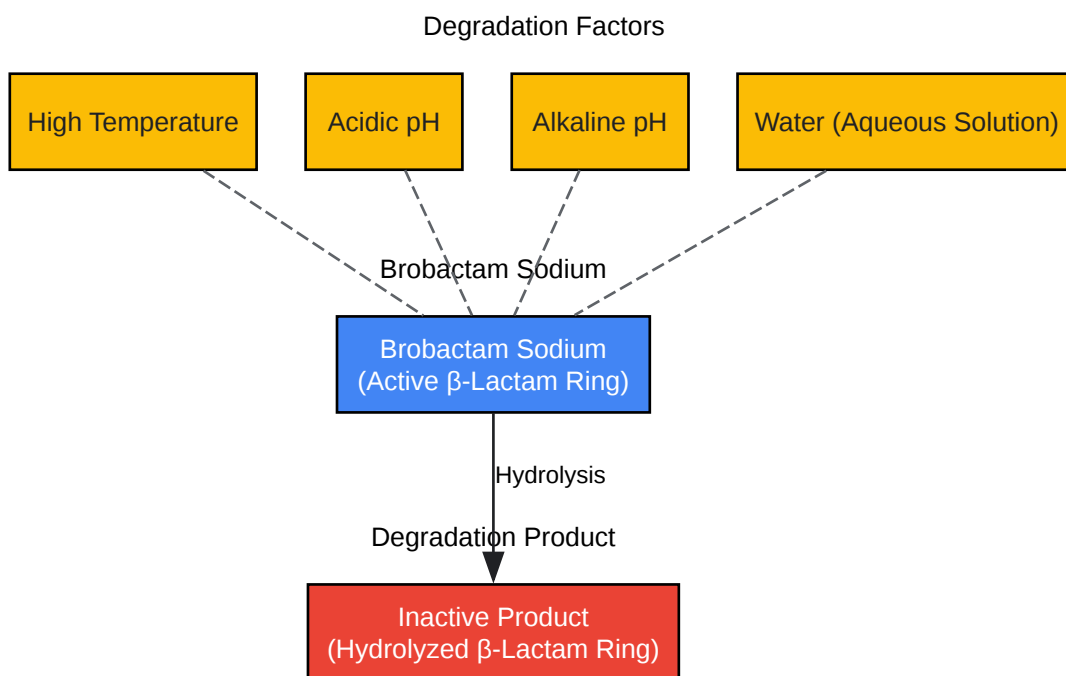 Degradation Factors
High Temperature
Acidic pH
Alkaline pH
Water (Aqueous Solution)
Brobactam Sodium
Brobactam Sodium
(Active β-Lactam Ring)
Hydrolysis
Degradation Product
Inactive Product
(Hydrolyzed β-Lactam Ring)